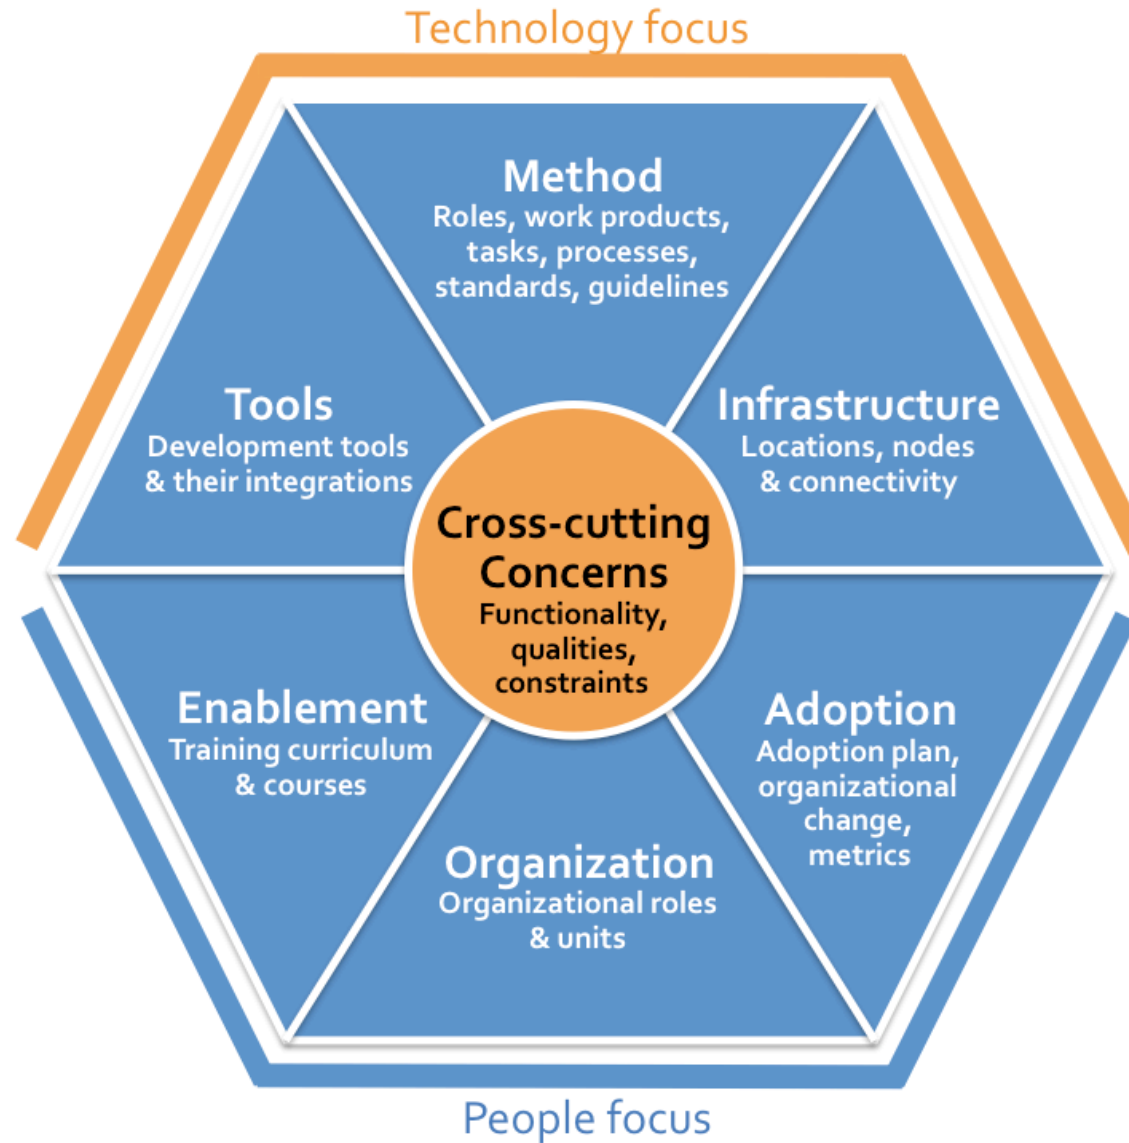 Technology focus
Method
Roles, work products,
tasks, processes,
standards, guidelines
Tools
Development tools
& their integrations
Infrastructure
Locations, nodes
& connectivity
Cross-cutting
Concerns
Functionality,
qualities,
constraints
Enablement
Training curriculum
& courses
Adoption
Adoption plan,
organizational
change,
metrics
Organization
Organizational roles
& units
People focus